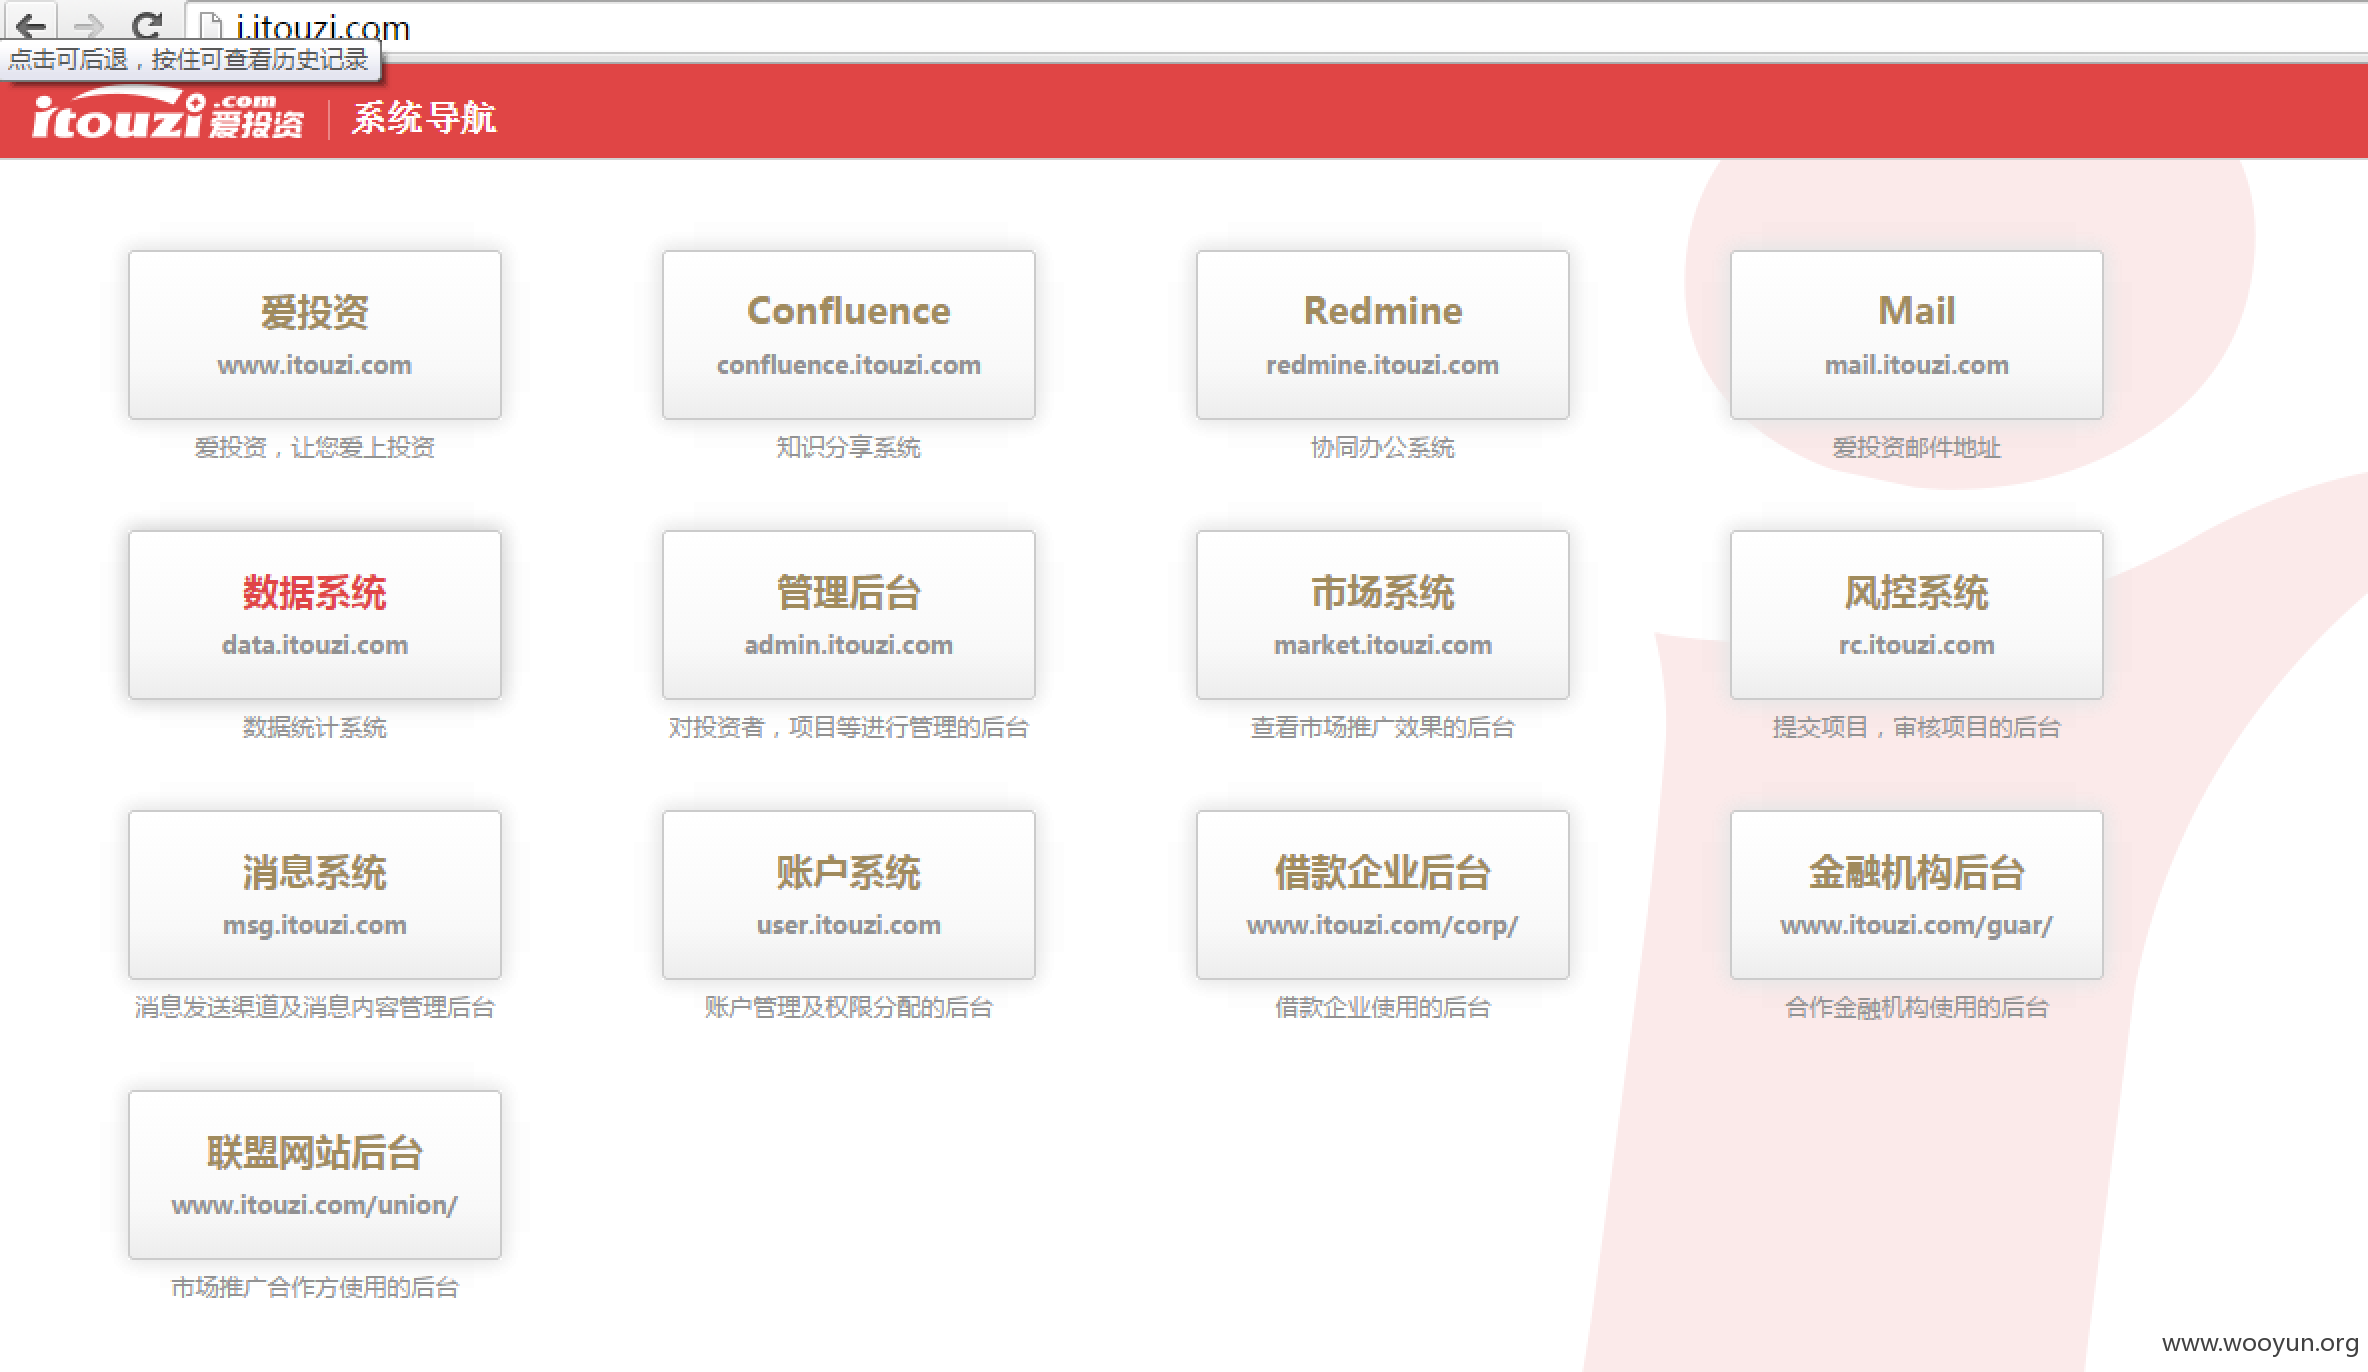 i.itouzi.com
点击可后退，按住可查看历史记录
itouzi.com 爱投资 系统导航
爱投资 Confluence Redmine Mail
www.itouzi.com confluence.itouzi.com redmine.itouzi.com mail.itouzi.com
爱投资，让您爱上投资 知识分享系统 协同办公系统 爱投资邮件地址
数据系统 管理后台 市场系统 风控系统
data.itouzi.com admin.itouzi.com market.itouzi.com rc.itouzi.com
数据统计系统 对投资者，项目等进行管理的后台 查看市场推广效果的后台 提交项目，审核项目的后台
消息系统 账户系统 借款企业后台 金融机构后台
msg.itouzi.com user.itouzi.com www.itouzi.com/corp/ www.itouzi.com/guar/
消息发送渠道及消息内容管理后台 账户管理及权限分配的后台 借款企业使用的后台 合作金融机构使用的后台
联盟网站后台
www.itouzi.com/union/
市场推广合作方使用的后台
www.wooyun.org